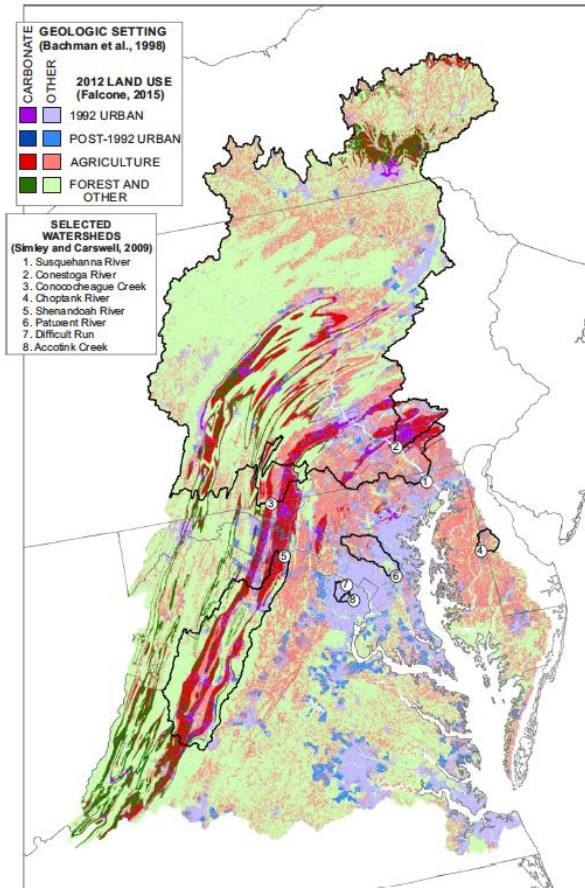 CARBONATE
OTHER
GEOLOGIC SETTING
(Bachman et al., 1998)
2012 LAND USE
(Falcone, 2015)
1992 URBAN
POST-1992 URBAN
AGRICULTURE
FOREST AND
OTHER
SELECTED
WATERSHEDS
(Simley and Carswell, 2009)
1. Susquehanna River
2. Conestoga River
3. Conococheague Creek
4. Choptank River
5. Shenandoah River
6. Patuxent River
7. Difficult Run
8. Accotink Creek
2
1
3
4
5
6
7
8